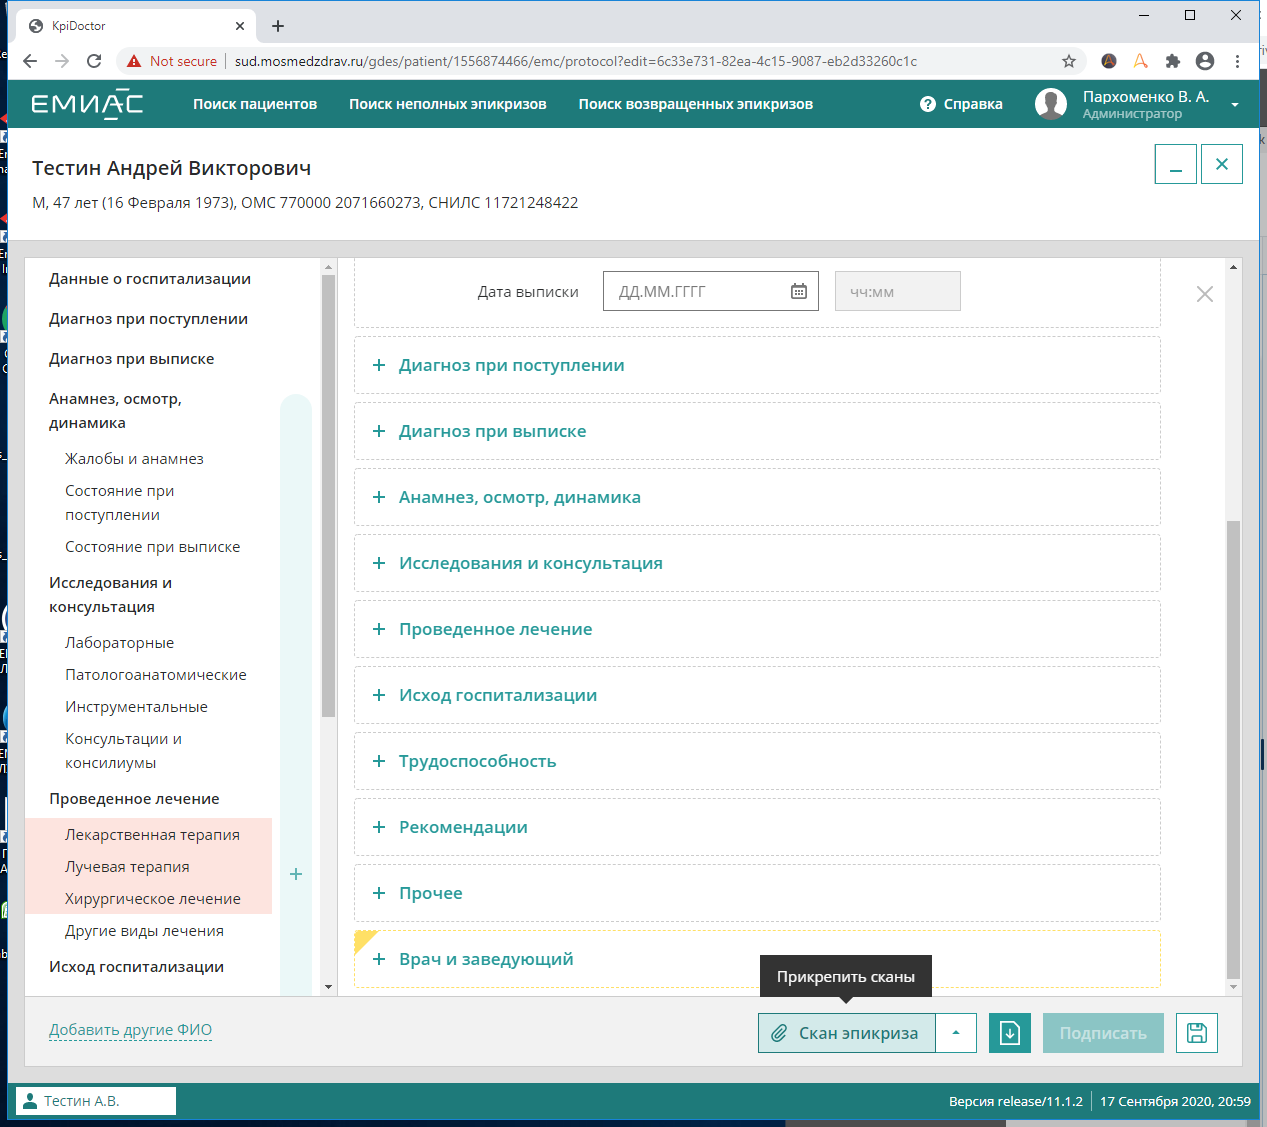 KpiDoctor
Not secure
sud.mosmedzdrav.ru/gdes/patient/1556874466/emc/protocol?edit=6c33e731-82ea-4c15-9087-eb2d33260c1c
ЕМИАС
Поиск пациентов
Поиск неполных эпикризов
Поиск возвращенных эпикризов
Справка
Пархоменко В. А.
Администратор
Тестин Андрей Викторович
М, 47 лет (16 Февраля 1973), ОМС 770000 2071660273, СНИЛС 11721248422
Данные о госпитализации
Диагноз при поступлении
Диагноз при выписке
Анамнез, осмотр,
динамика
Жалобы и анамнез
Состояние при
поступлении
Состояние при выписке
Исследования и
консультация
Лабораторные
Патологоанатомические
Инструментальные
Консультации и
консилиумы
Проведенное лечение
Лекарственная терапия
Лучевая терапия
Хирургическое лечение
Другие виды лечения
Исход госпитализации
Дата выписки
ДД.ММ.ГГГГ
чч:мм
Диагноз при поступлении
Диагноз при выписке
Анамнез, осмотр, динамика
Исследования и консультация
Проведенное лечение
Исход госпитализации
Трудоспособность
Рекомендации
Прочее
Врач и заведующий
Прикрепить сканы
Добавить другие ФИО
Скан эпикриза
Подписать
Тестин А.В.
Версия release/11.1.2
17 Сентября 2020, 20:59